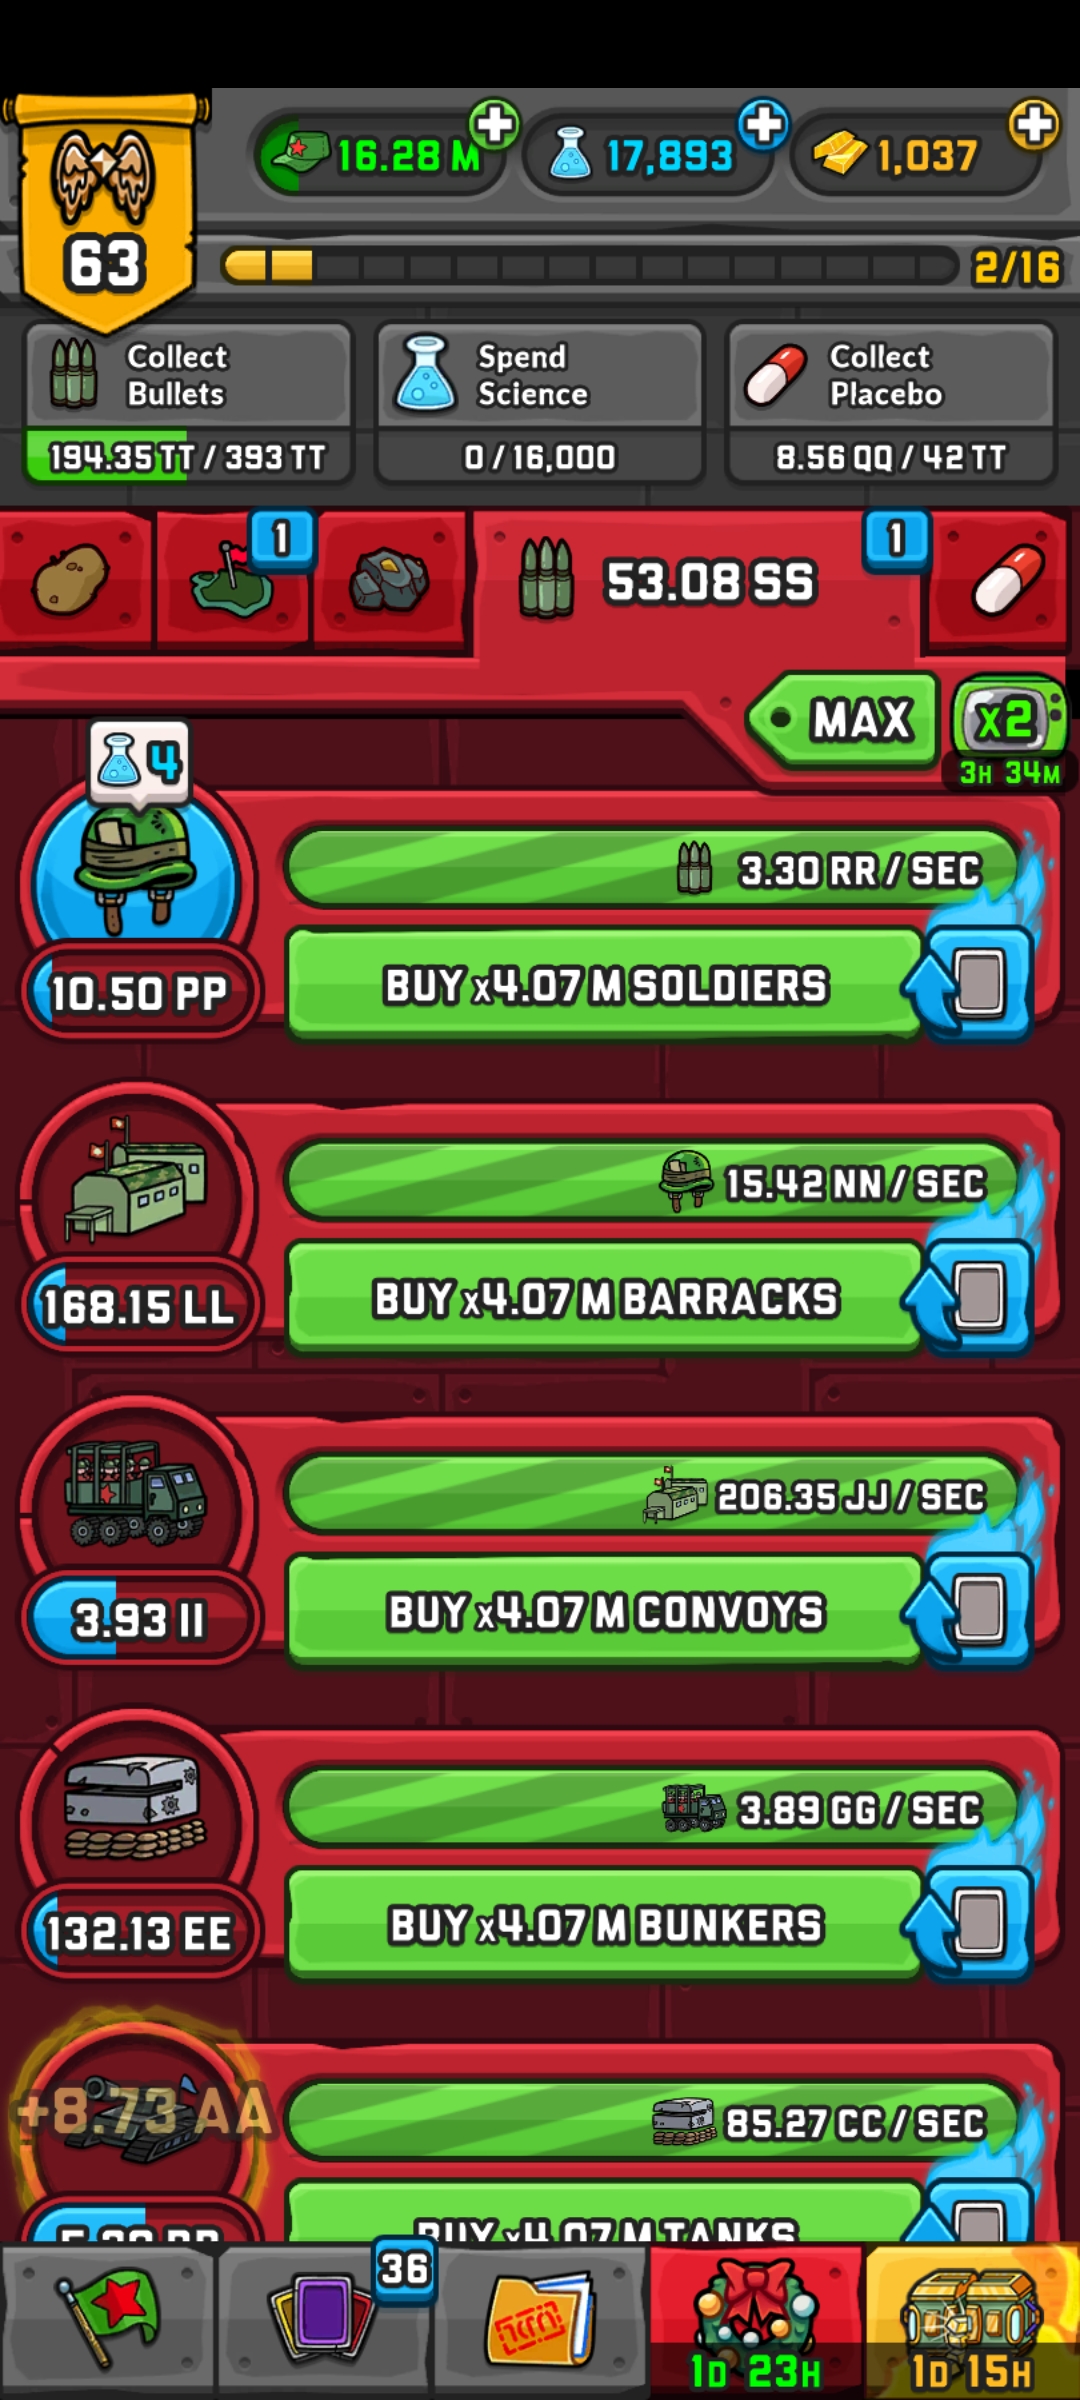 16.28 M
17,893
1,037
63
2/16
Collect
Bullets
Spend
Science
Collect
Placebo
194.35 TT / 393 TT
0 / 16,000
8.56 QQ / 42 TT
1
53.08 SS
1
MAX
x2
3H 34M
4
3.30 RR / SEC
10.50 PP
BUY x4.07 M SOLDIERS
15.42 NN / SEC
168.15 LL
BUY x4.07 M BARRACKS
206.35 JJ / SEC
3.93 II
BUY x4.07 M CONVOYS
3.89 GG / SEC
132.13 EE
BUY x4.07 M BUNKERS
+8.73 AA
85.27 CC / SEC
BUY x4.07 M TANKS
36
1D 23H
1D 15H